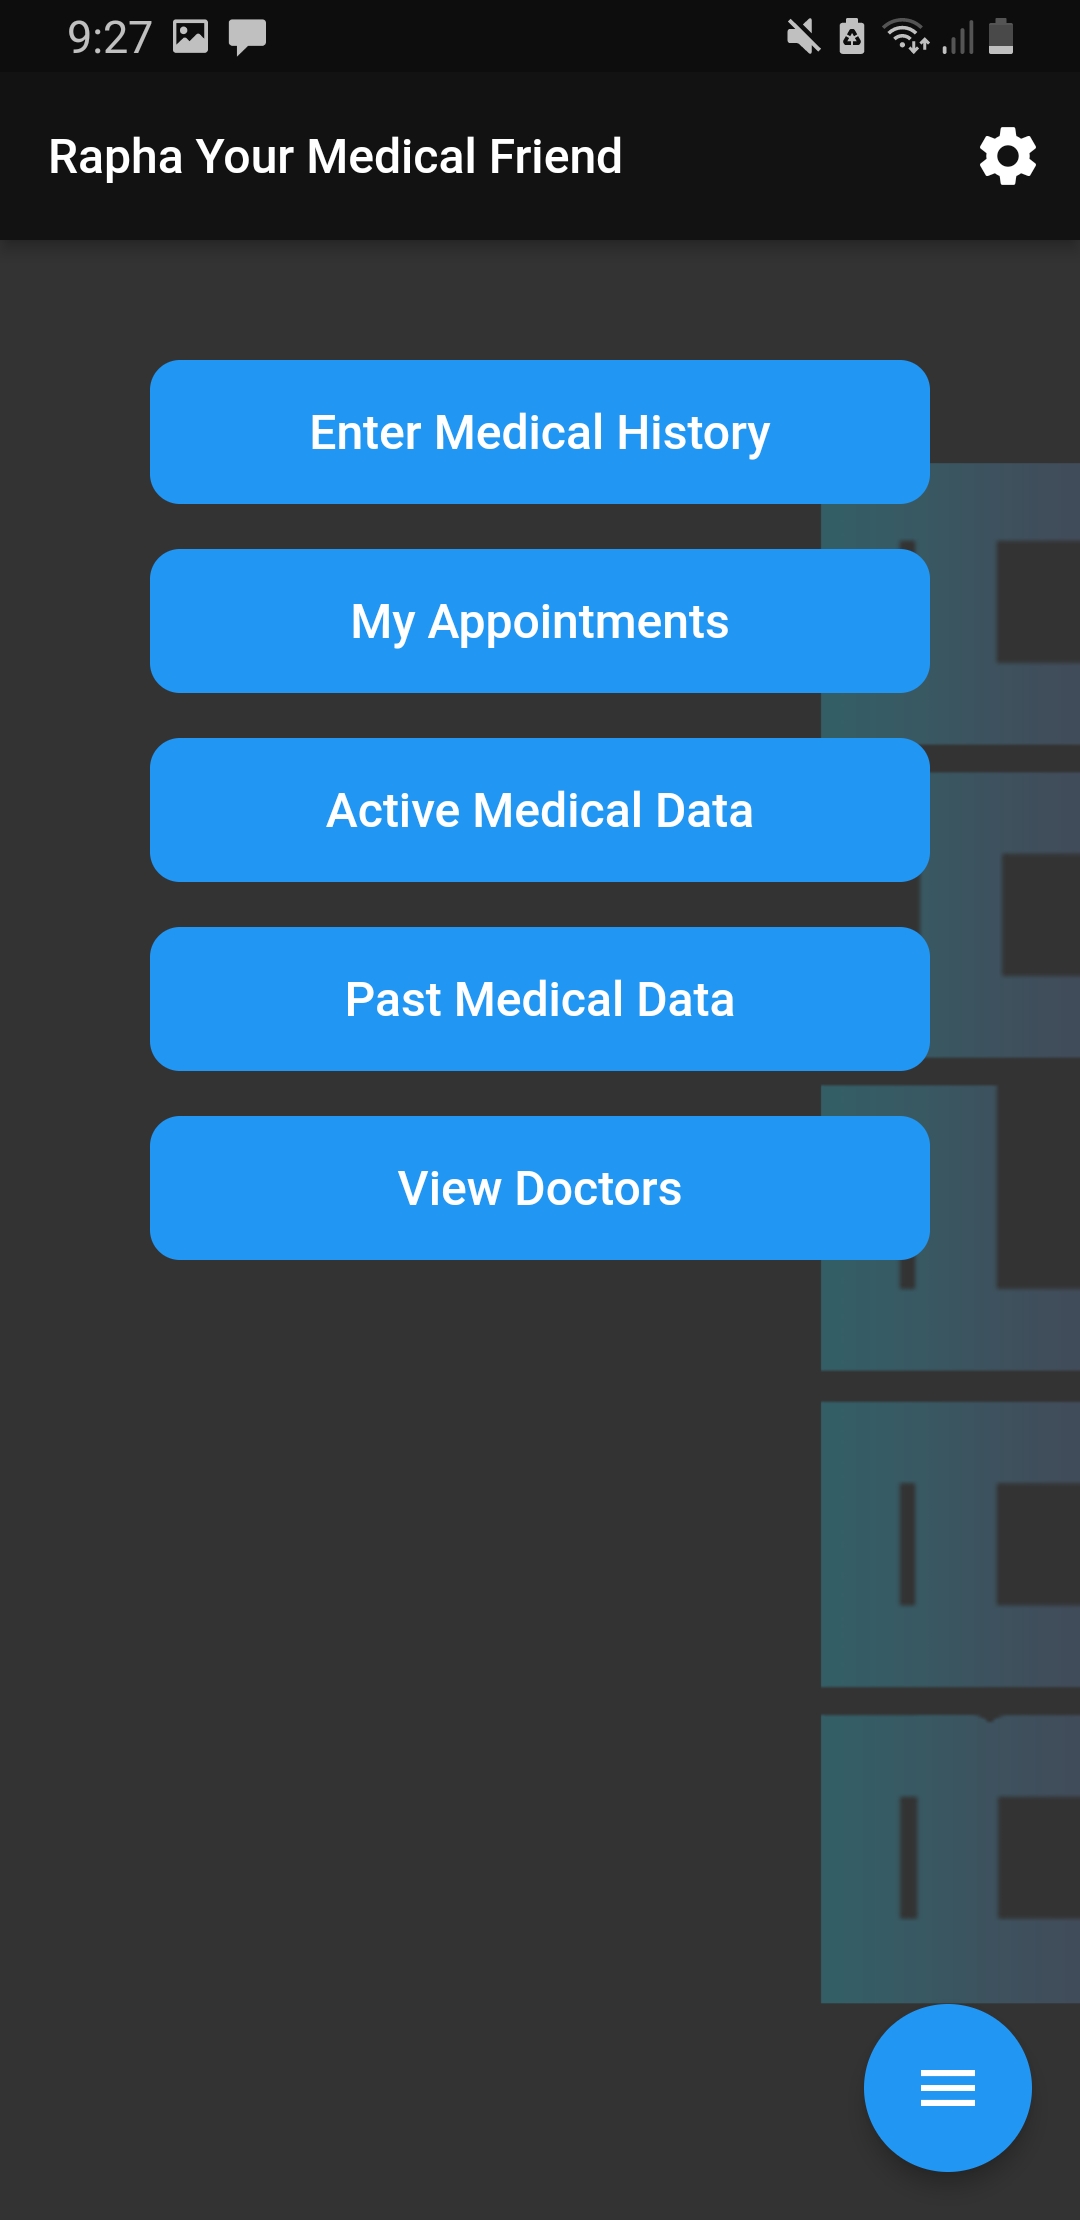 9:27
Rapha Your Medical Friend
Enter Medical History
My Appointments
Active Medical Data
Past Medical Data
View Doctors
RAPHA